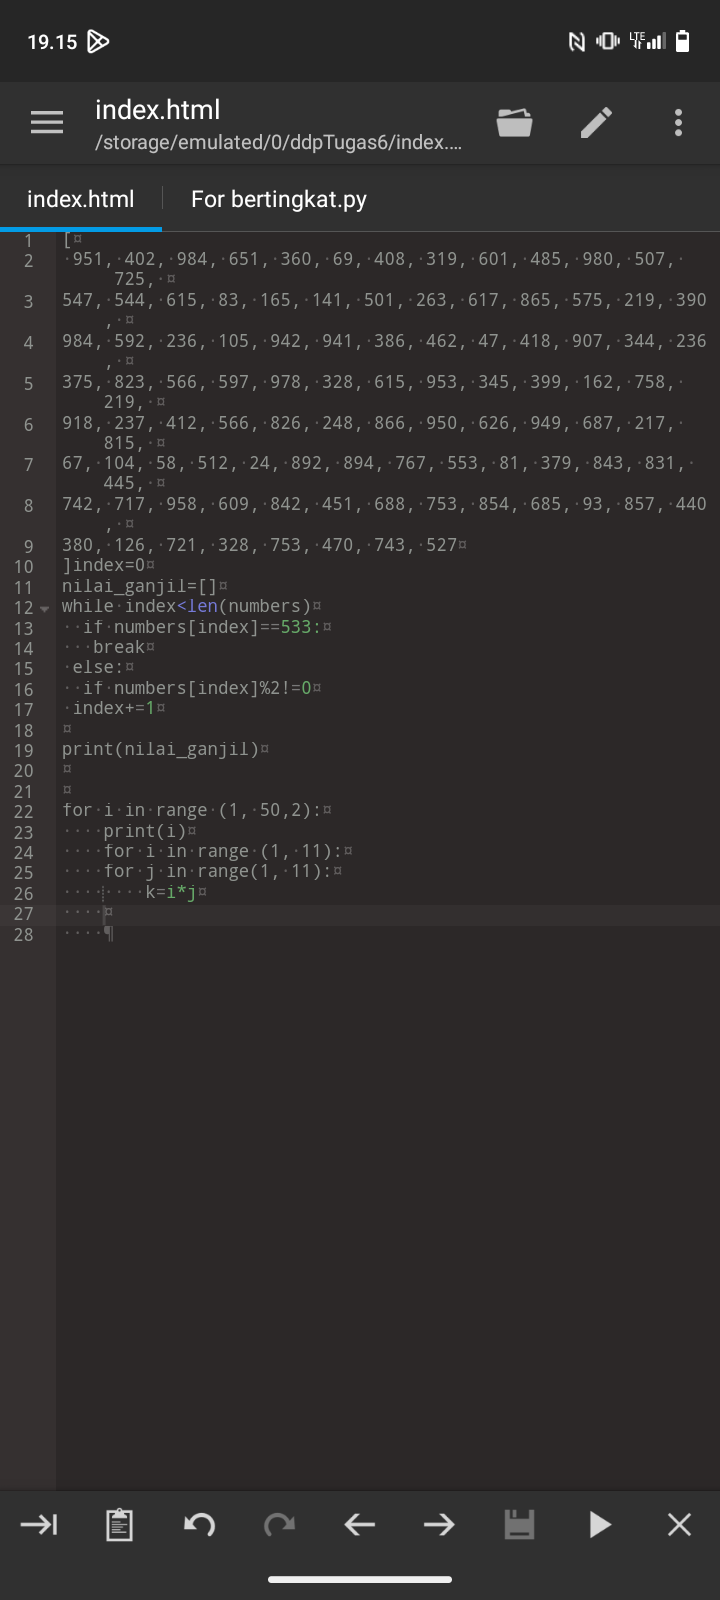 19.15
LTE
index.html
/storage/emulated/0/ddpTugas6/index....
index.html
For bertingkat.py
1 [
2 951, 402, 984, 651, 360, 69, 408, 319, 601, 485, 980, 507,
725,
3 547, 544, 615, 83, 165, 141, 501, 263, 617, 865, 575, 219, 390
,
4 984, 592, 236, 105, 942, 941, 386, 462, 47, 418, 907, 344, 236
,
5 375, 823, 566, 597, 978, 328, 615, 953, 345, 399, 162, 758,
219,
6 918, 237, 412, 566, 826, 248, 866, 950, 626, 949, 687, 217,
815,
7 67, 104, 58, 512, 24, 892, 894, 767, 553, 81, 379, 843, 831,
445,
8 742, 717, 958, 609, 842, 451, 688, 753, 854, 685, 93, 857, 440
,
9 380, 126, 721, 328, 753, 470, 743, 527
10 ]index=0
11 nilai_ganjil=[]
12 while index<len(numbers)
13   if numbers[index]==533:
14    break
15  else:
16   if numbers[index]%2!=0
17  index+=1
18
19 print(nilai_ganjil)
20
21
22 for i in range (1, 50,2):
23     print(i)
24     for i in range (1, 11):
25     for j in range(1, 11):
26         k=i*j
27
28